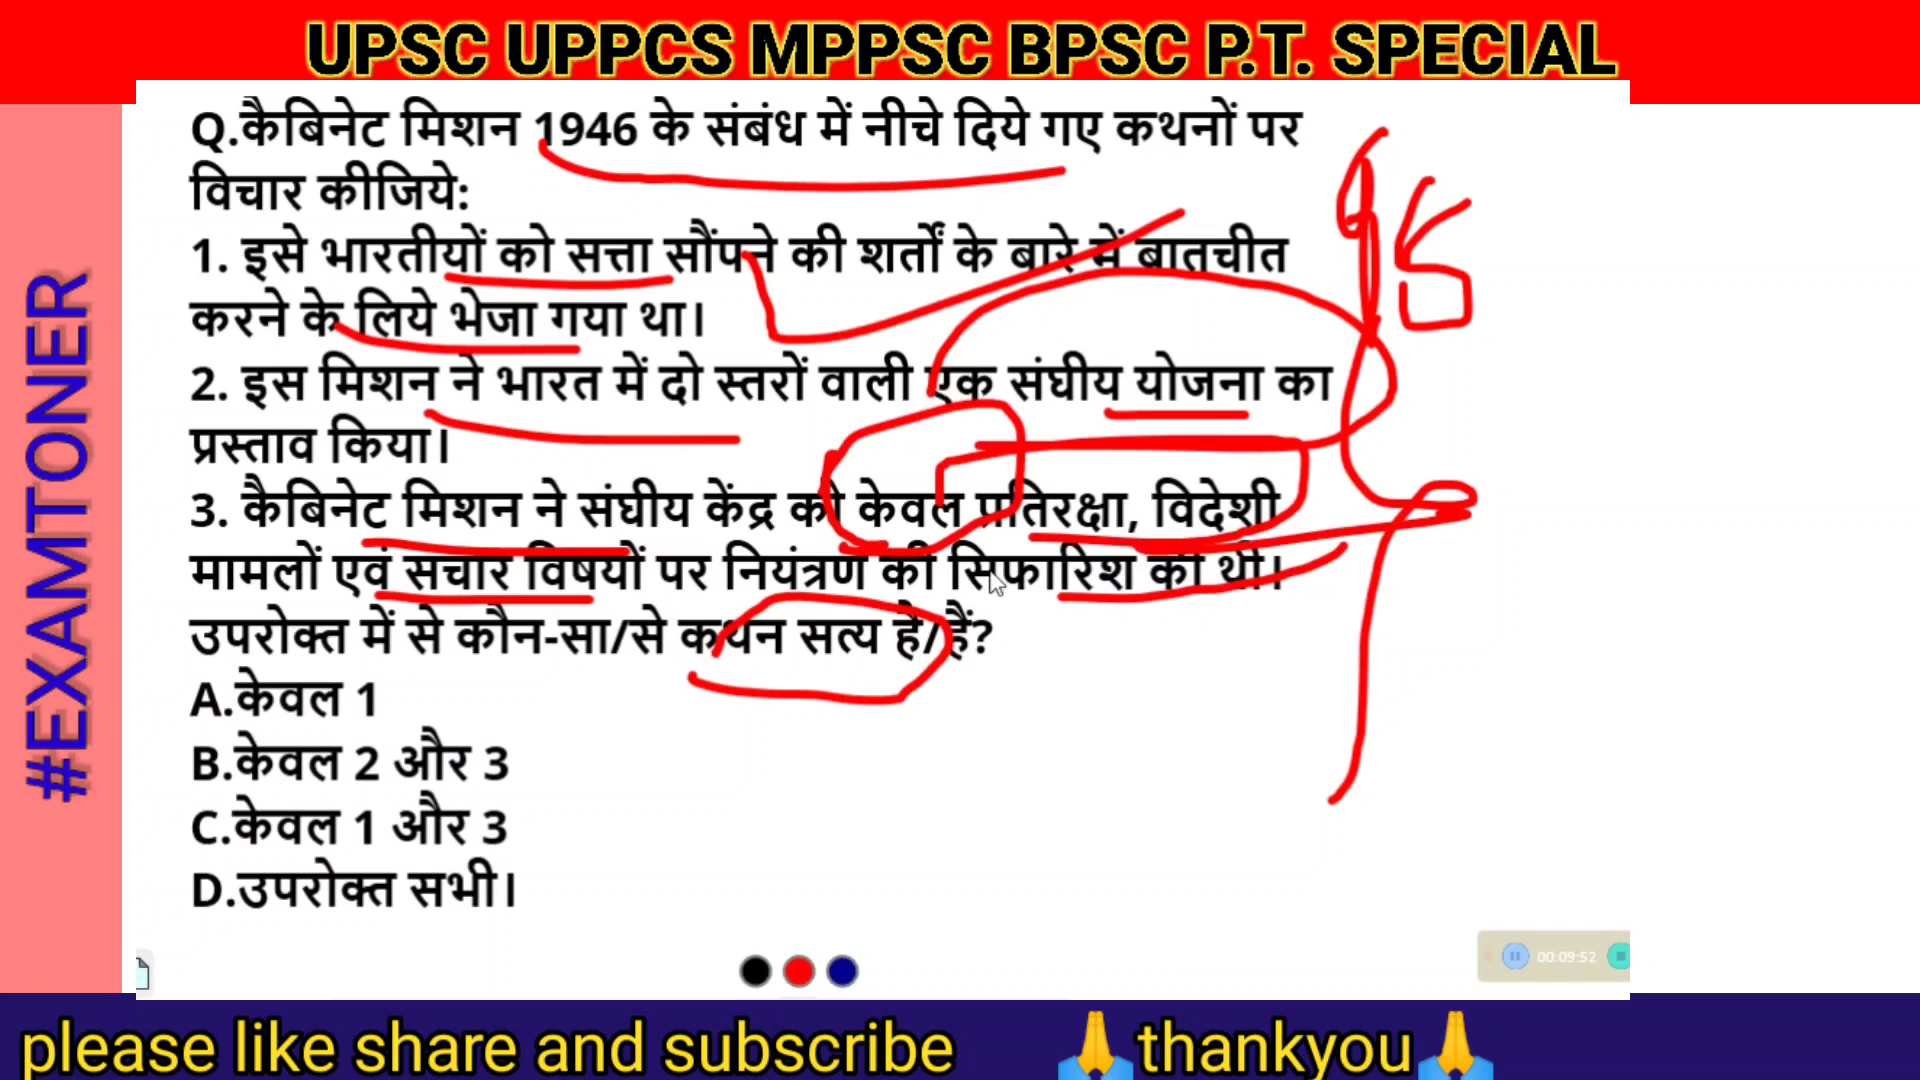 UPSC UPPCS MPPSC BPSC P.T. SPECIAL
#EXAMTONER
Q.कैबिनेट मिशन 1946 के संबंध में नीचे दिये गए कथनों पर
विचार कीजिये:
1. इसे भारतीयों को सत्ता सौंपने की शर्तों के बारे में बातचीत
करने के लिये भेजा गया था।
2. इस मिशन ने भारत में दो स्तरों वाली एक संघीय योजना का
प्रस्ताव किया।
3. कैबिनेट मिशन ने संघीय केंद्र को केवल प्रतिरक्षा, विदेशी
मामलों एवं संचार विषयों पर नियंत्रण की सिफारिश की थी।
उपरोक्त में से कौन-सा/से कथन सत्य है/हैं?
A.केवल 1
B.केवल 2 और 3
C.केवल 1 और 3
D.उपरोक्त सभी।
00:09:52
please like share and subscribe 🙏thankyou🙏